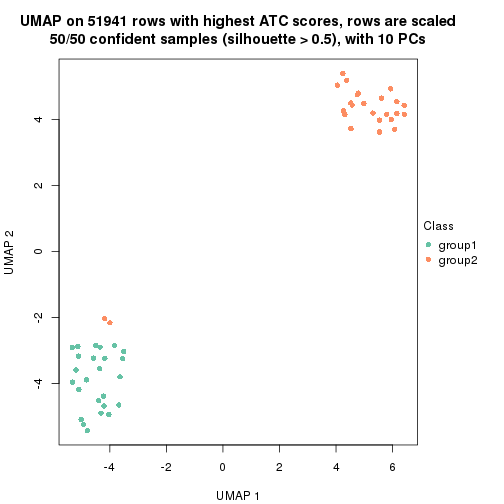 UMAP on 51941 rows with highest ATC scores, rows are scaled
50/50 confident samples (silhouette > 0.5), with 10 PCs
4
2
0
-2
-4
UMAP 2
-4
-2
0
2
4
6
UMAP 1
Class
group1
group2